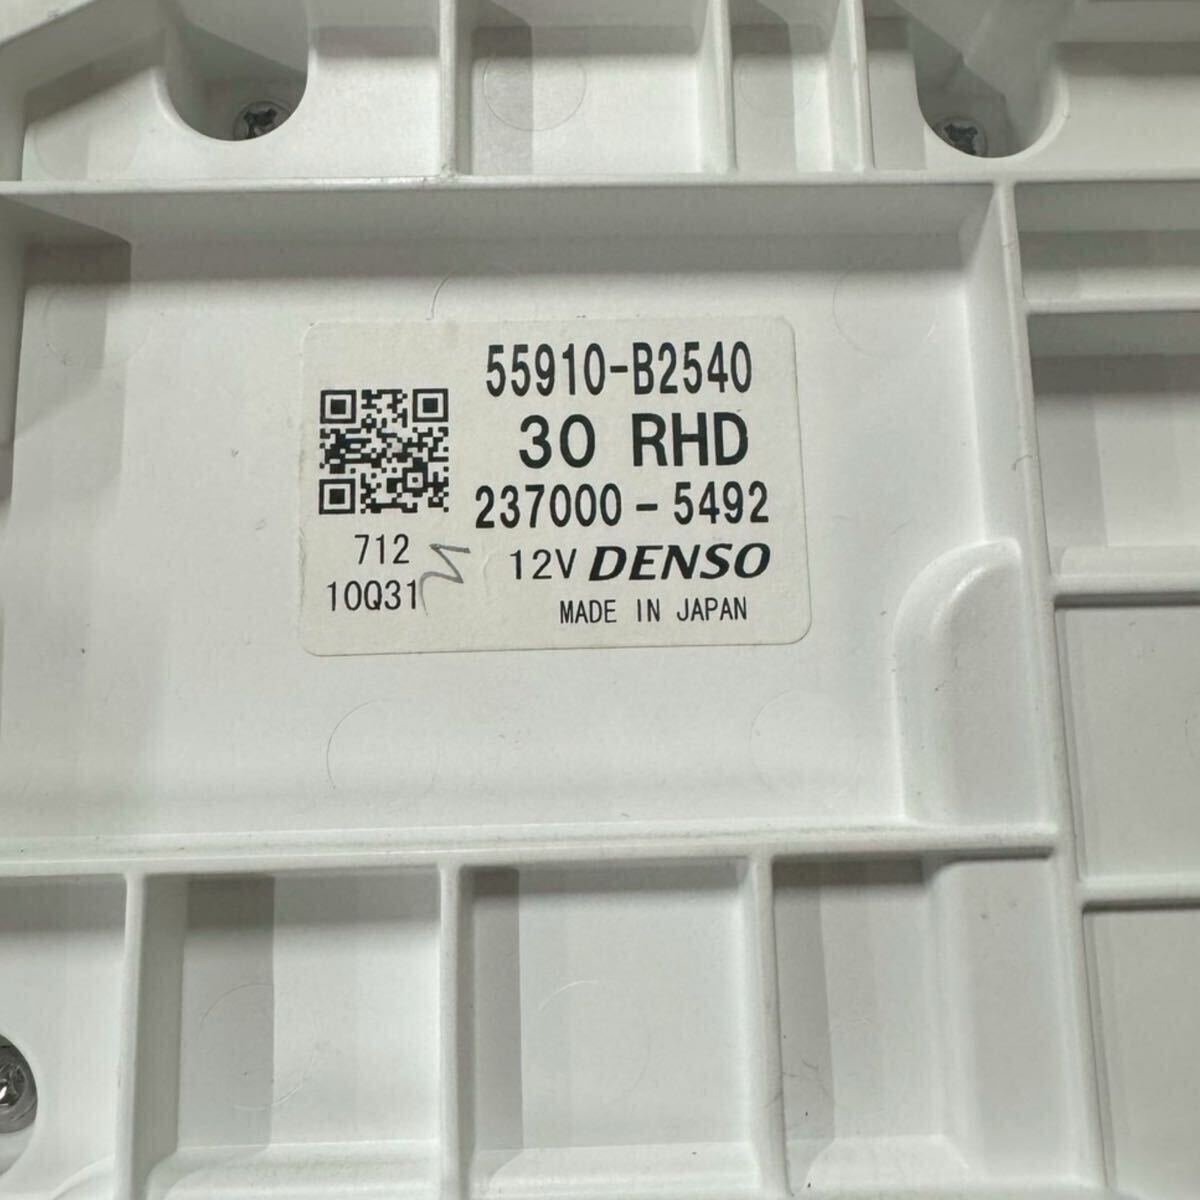 55910-B2540
30 RHD
237000-5492
712
12V DENSO
10Q31
MADE IN JAPAN